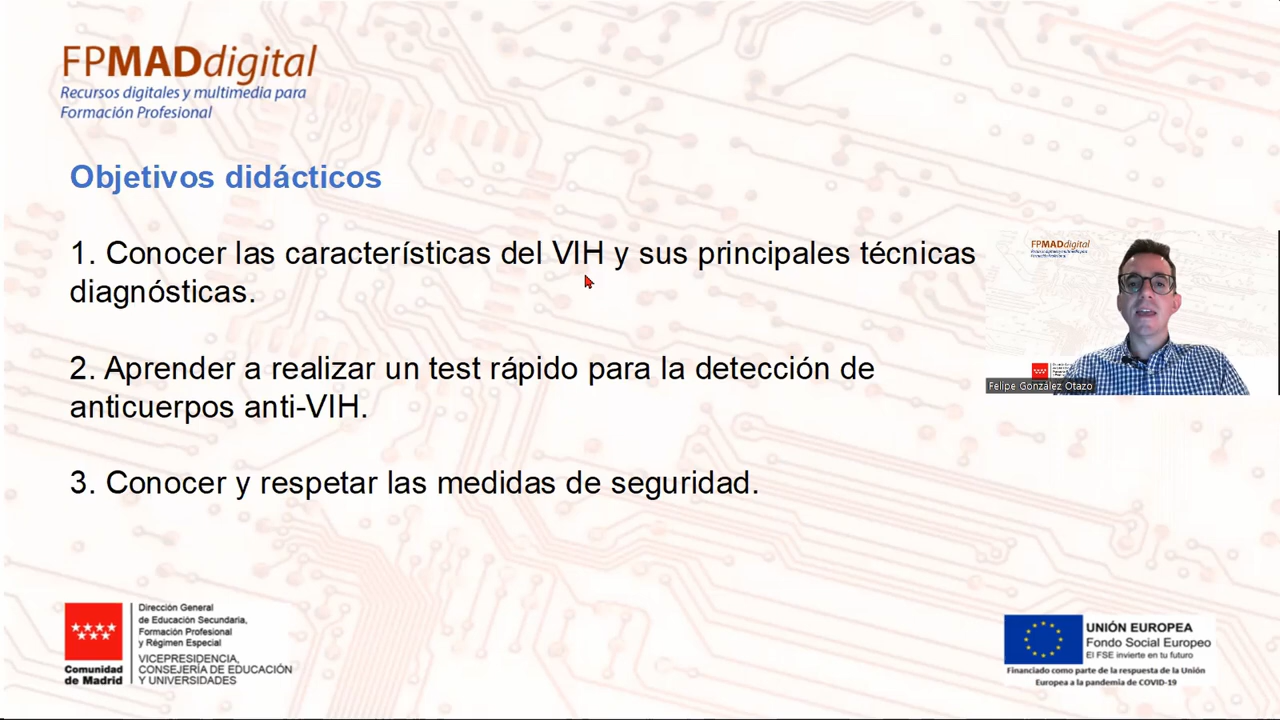 FPMADdigital
Recursos digitales y multimedia para
Formación Profesional
Objetivos didácticos
1. Conocer las características del VIH y sus principales técnicas
diagnósticas.
2. Aprender a realizar un test rápido para la detección de
anticuerpos anti-VIH.
3. Conocer y respetar las medidas de seguridad.
FPMADdigital
Felipe González Otazo
Comunidad
de Madrid
Dirección General
de Educación Secundaria,
Formación Profesional
y Régimen Especial
VICEPRESIDENCIA,
CONSEJERÍA DE EDUCACIÓN
Y UNIVERSIDADES
UNIÓN EUROPEA
Fondo Social Europeo
El FSE invierte en tu futuro
Financiado como parte de la respuesta de la Unión
Europea a la pandemia de COVID-19